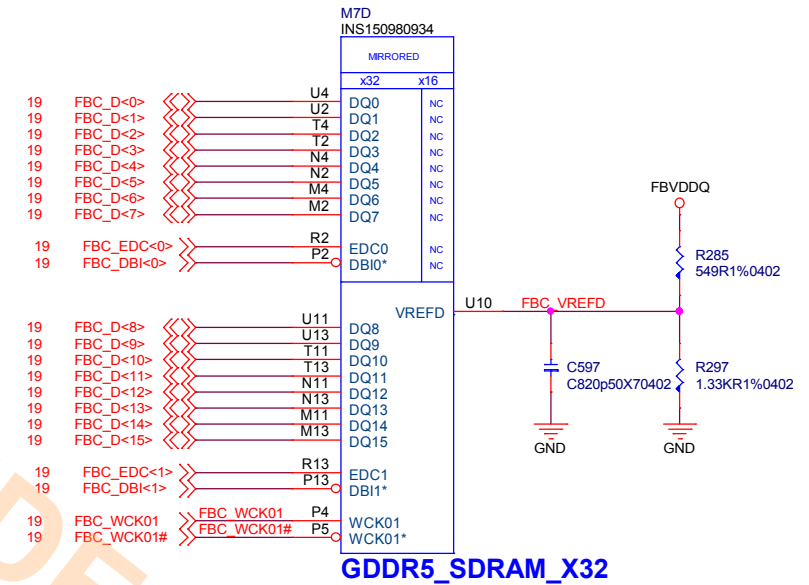 M7D
INS150980934
MIRRORED
x32 x16
19 FBC_D<0> U4 DQ0 NC
19 FBC_D<1> U2 DQ1 NC
19 FBC_D<2> T4 DQ2 NC
19 FBC_D<3> T2 DQ3 NC
19 FBC_D<4> N4 DQ4 NC
19 FBC_D<5> N2 DQ5 NC
19 FBC_D<6> M4 DQ6 NC
19 FBC_D<7> M2 DQ7 NC
19 FBC_EDC<0> R2 EDC0 NC
19 FBC_DBI<0> P2 DBI0* NC
VREFD U10 FBC_VREFD
19 FBC_D<8> U11 DQ8
19 FBC_D<9> U13 DQ9
19 FBC_D<10> T11 DQ10
19 FBC_D<11> T13 DQ11
19 FBC_D<12> N11 DQ12
19 FBC_D<13> N13 DQ13
19 FBC_D<14> M11 DQ14
19 FBC_D<15> M13 DQ15
19 FBC_EDC<1> R13 EDC1
19 FBC_DBI<1> P13 DBI1*
19 FBC_WCK01 FBC_WCK01 P4 WCK01
19 FBC_WCK01# FBC_WCK01# P5 WCK01*
GDDR5_SDRAM_X32
FBVDDQ
R285
549R1%0402
C597
C820p50X70402
R297
1.33KR1%0402
GND
GND
DE